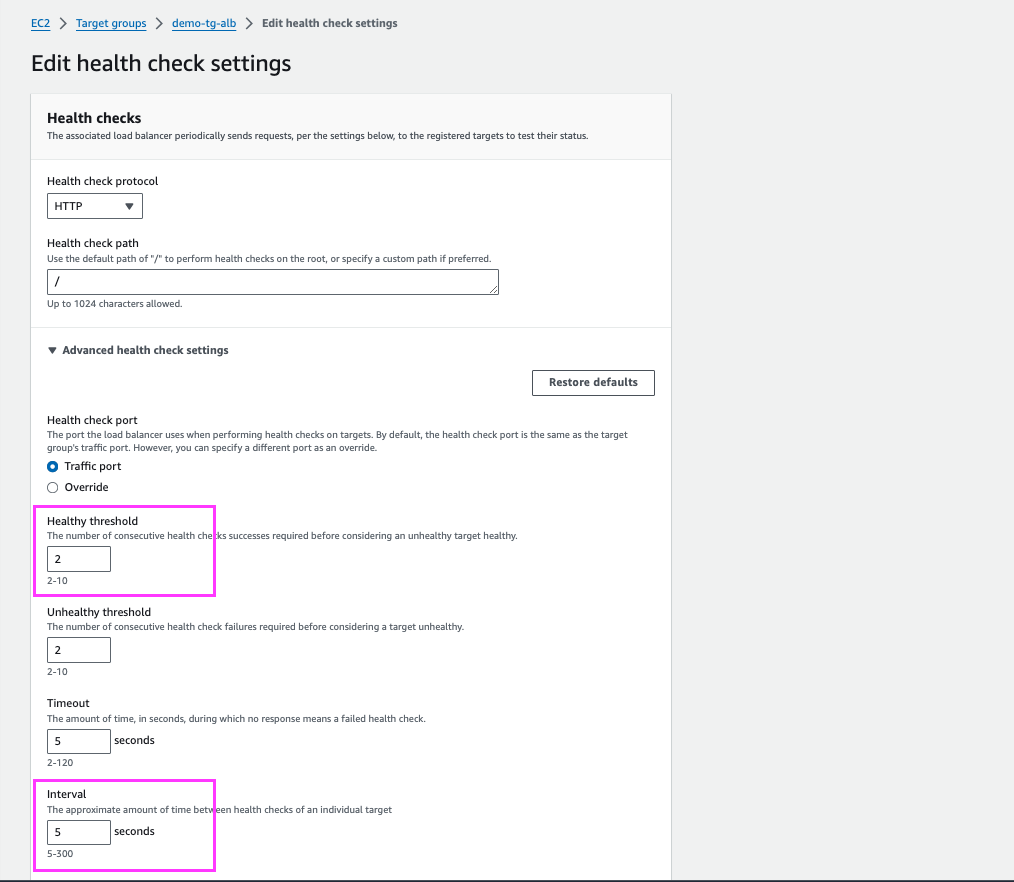 EC2 > Target groups > demo-tg-alb > Edit health check settings
Edit health check settings
Health checks
The associated load balancer periodically sends requests, per the settings below, to the registered targets to test their status.
Health check protocol
HTTP
Health check path
Use the default path of "/" to perform health checks on the root, or specify a custom path if preferred.
/
Up to 1024 characters allowed.
Advanced health check settings
Restore defaults
Health check port
The port the load balancer uses when performing health checks on targets. By default, the health check port is the same as the target
group's traffic port. However, you can specify a different port as an override.
Traffic port
Override
Healthy threshold
The number of consecutive health checks successes required before considering an unhealthy target healthy.
2
2-10
Unhealthy threshold
The number of consecutive health check failures required before considering a target unhealthy.
2
2-10
Timeout
The amount of time, in seconds, during which no response means a failed health check.
5 seconds
2-120
Interval
The approximate amount of time between health checks of an individual target
5 seconds
5-300